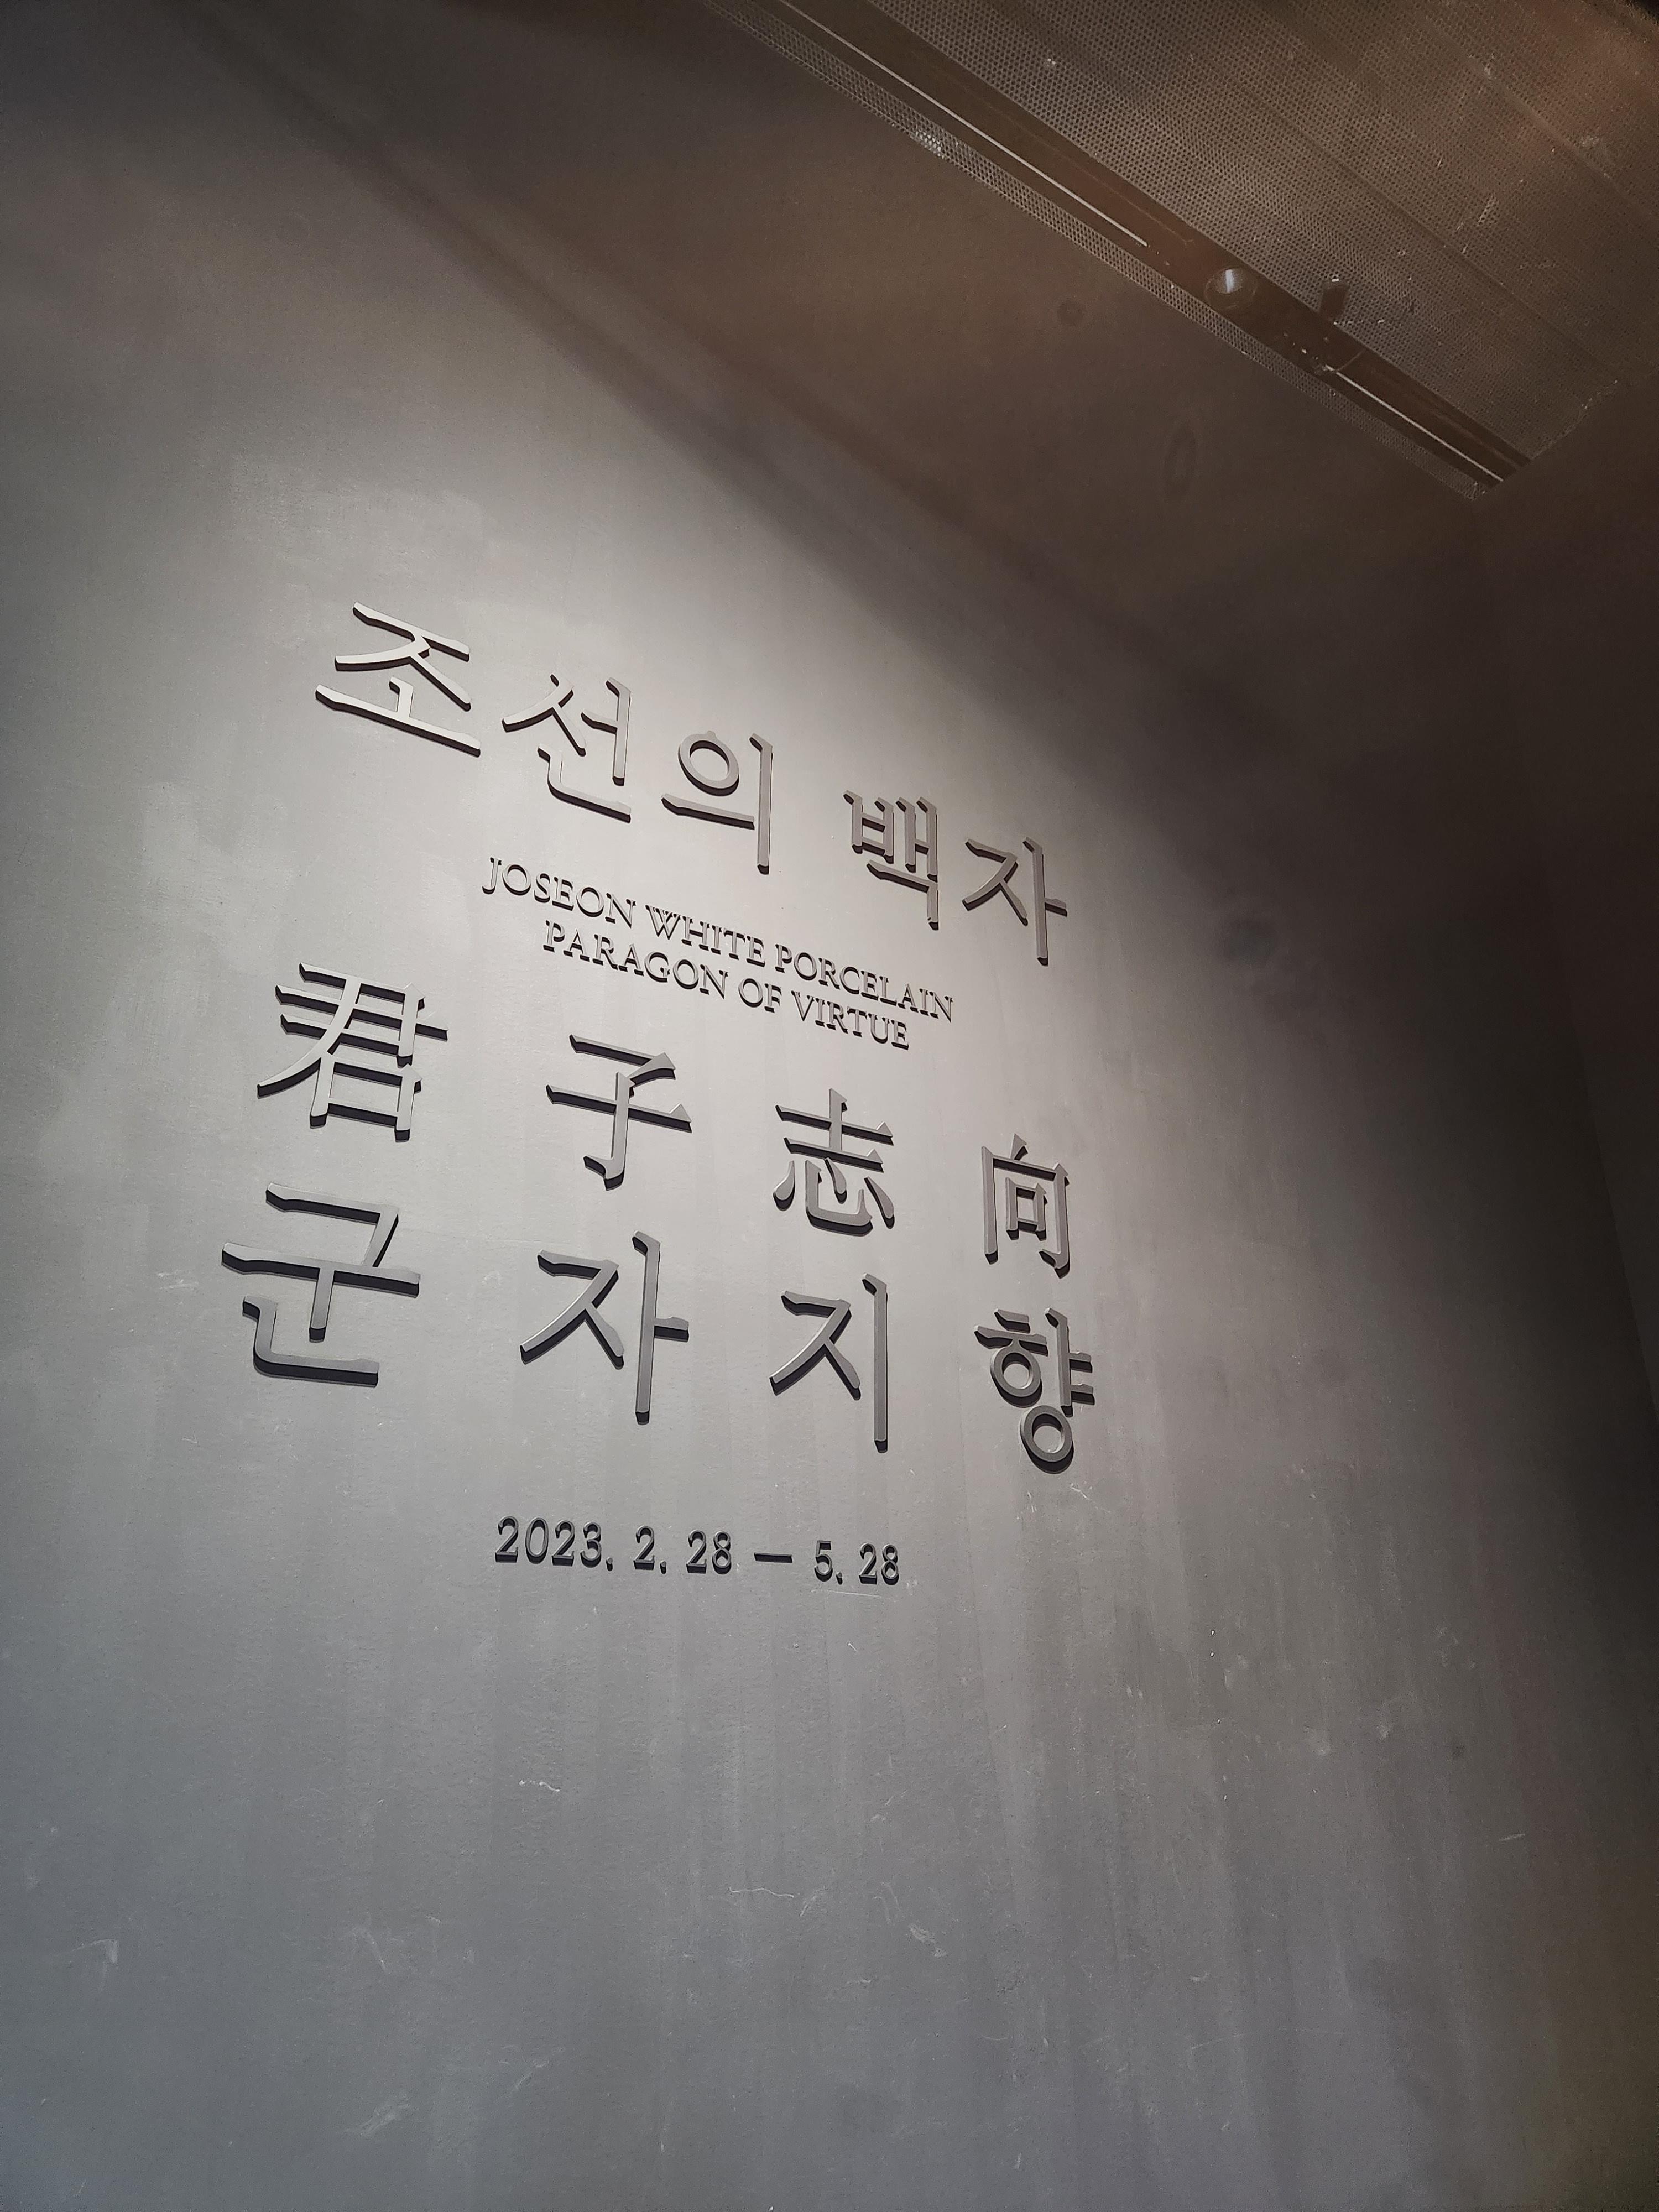 조선의 백자
JOSEON WHITE PORCELAIN
PARAGON OF VIRTUE
君子志向
군자지향
2023. 2. 28 — 5. 28